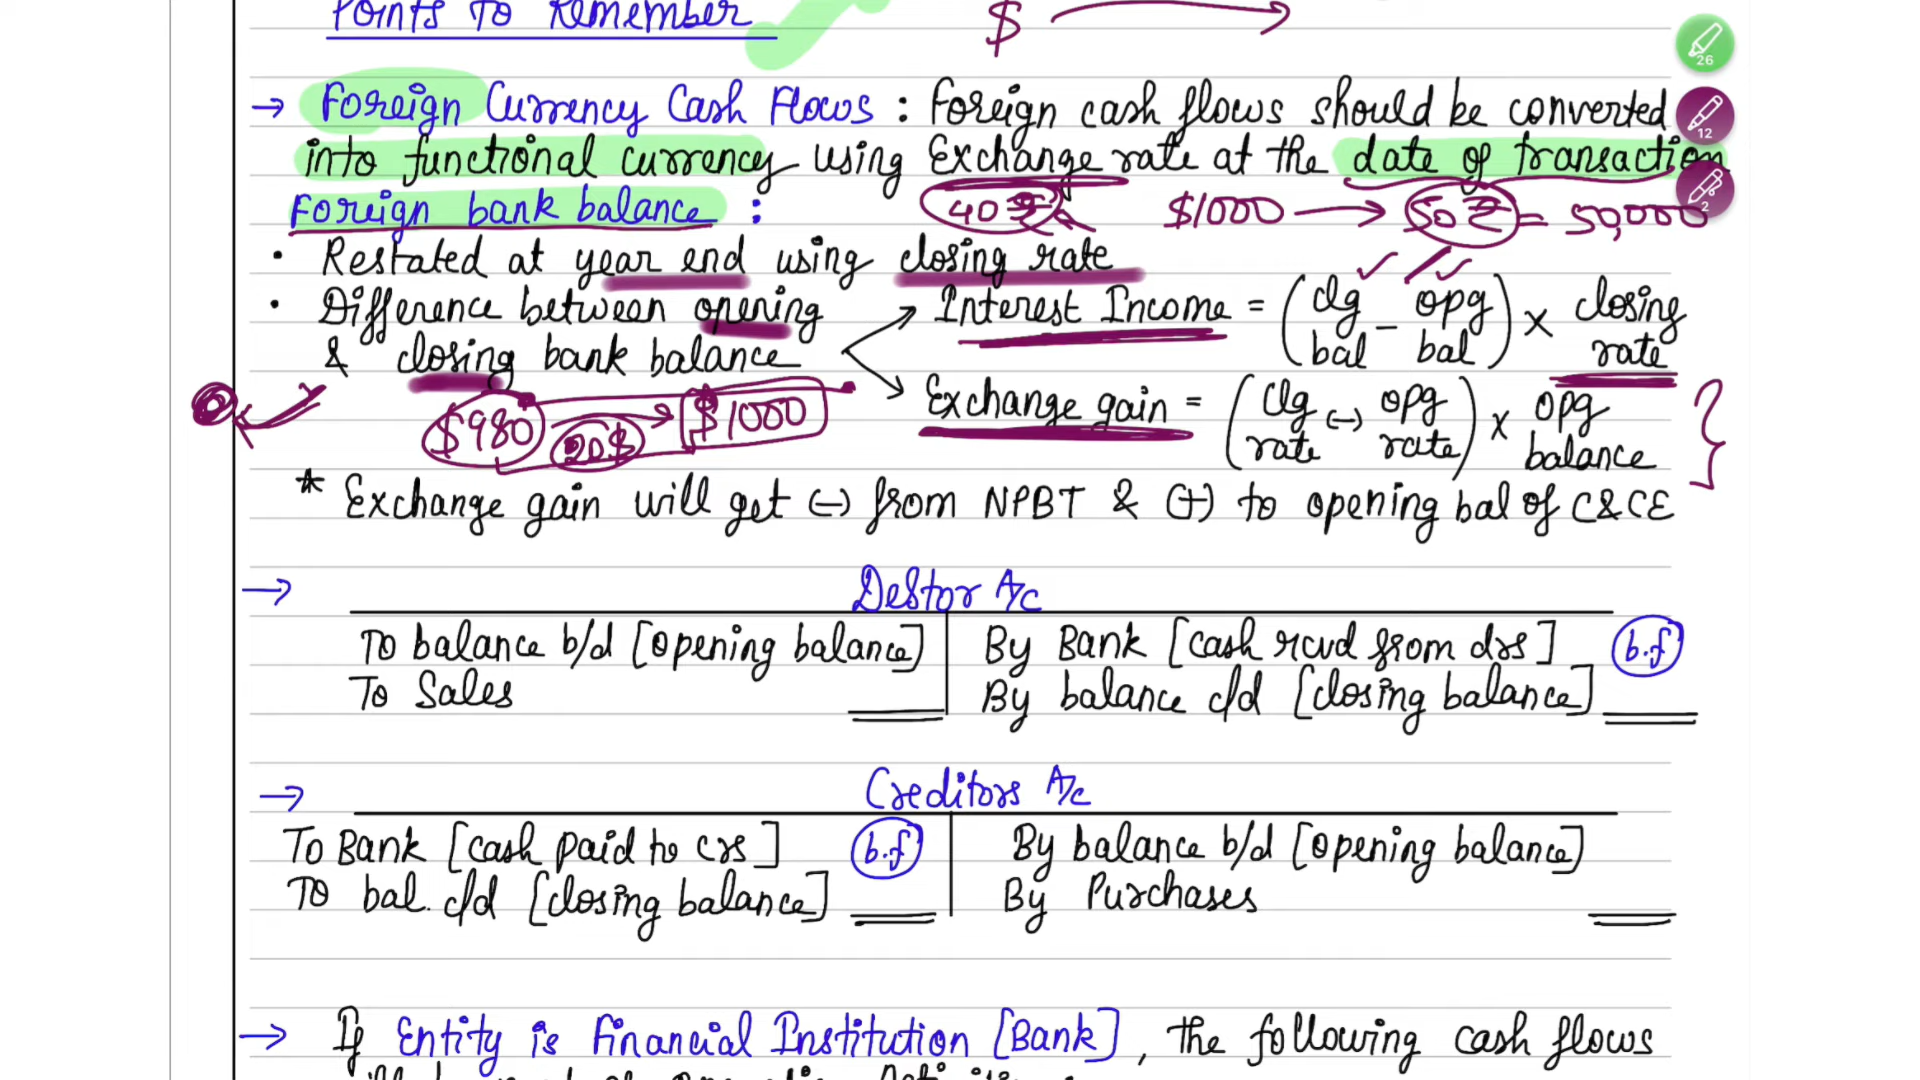 Points To Remember
$
→ Foreign Currency Cash Flows : Foreign cash flows should be converted
into functional currency using Exchange rate at the date of transaction
Foreign bank balance : 40₹ $1000 → 50₹ = 50,000
• Restated at year end using closing rate
• Difference between opening & closing bank balance
Interest Income = (clg bal - opg bal) × closing rate
Exchange gain = (clg rate (-) opg rate) × opg balance
$980 20$ $1000
* Exchange gain will get (-) from NPBT & (+) to opening bal of C&CE
→ Debtor A/c
To balance b/d [opening balance] By Bank [cash rcvd from drs] b.f
To Sales By balance c/d [closing balance]
→ Creditors A/c
To Bank [cash paid to crs] b.f By balance b/d [opening balance]
To bal. c/d [closing balance] By Purchases
→ If Entity is Financial Institution [Bank], the following cash flows
26
12
2